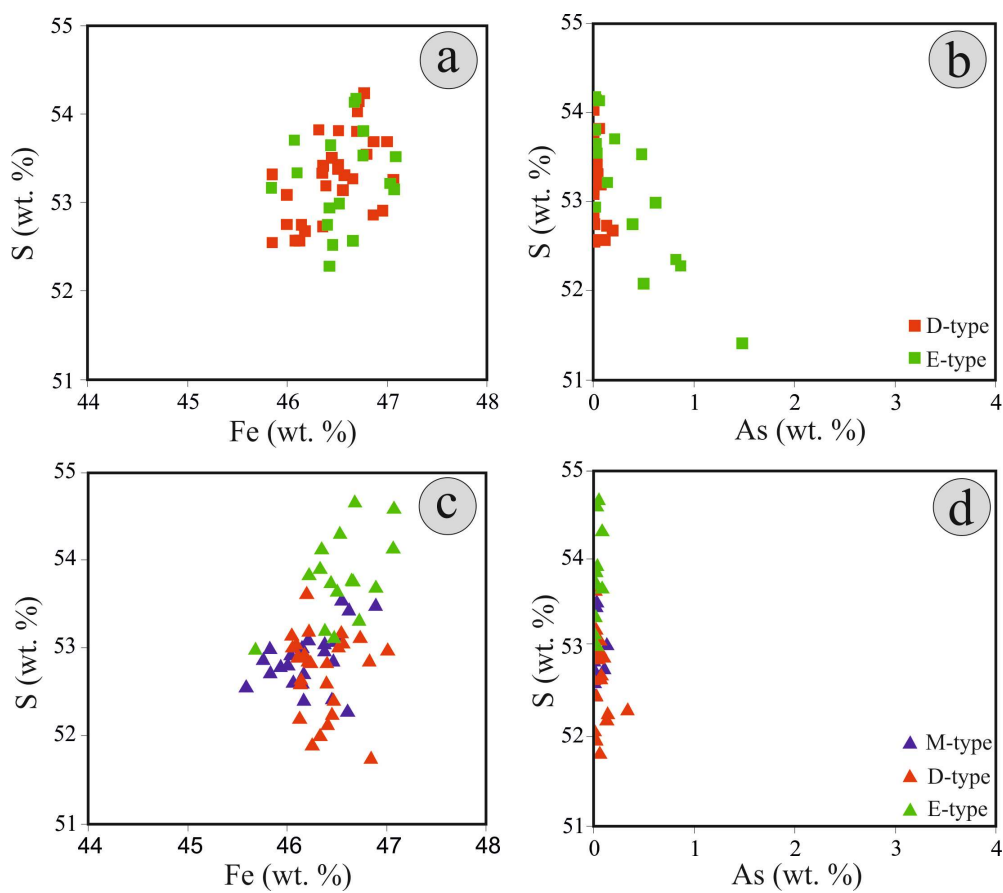 55
54
53
52
51
S (wt. %)
44
45
46
47
48
Fe (wt. %)
a
55
54
53
52
51
S (wt. %)
0
1
2
3
4
As (wt. %)
b
D-type
E-type
55
54
53
52
51
S (wt. %)
44
45
46
47
48
Fe (wt. %)
c
55
54
53
52
51
S (wt. %)
0
1
2
3
4
As (wt. %)
d
M-type
D-type
E-type